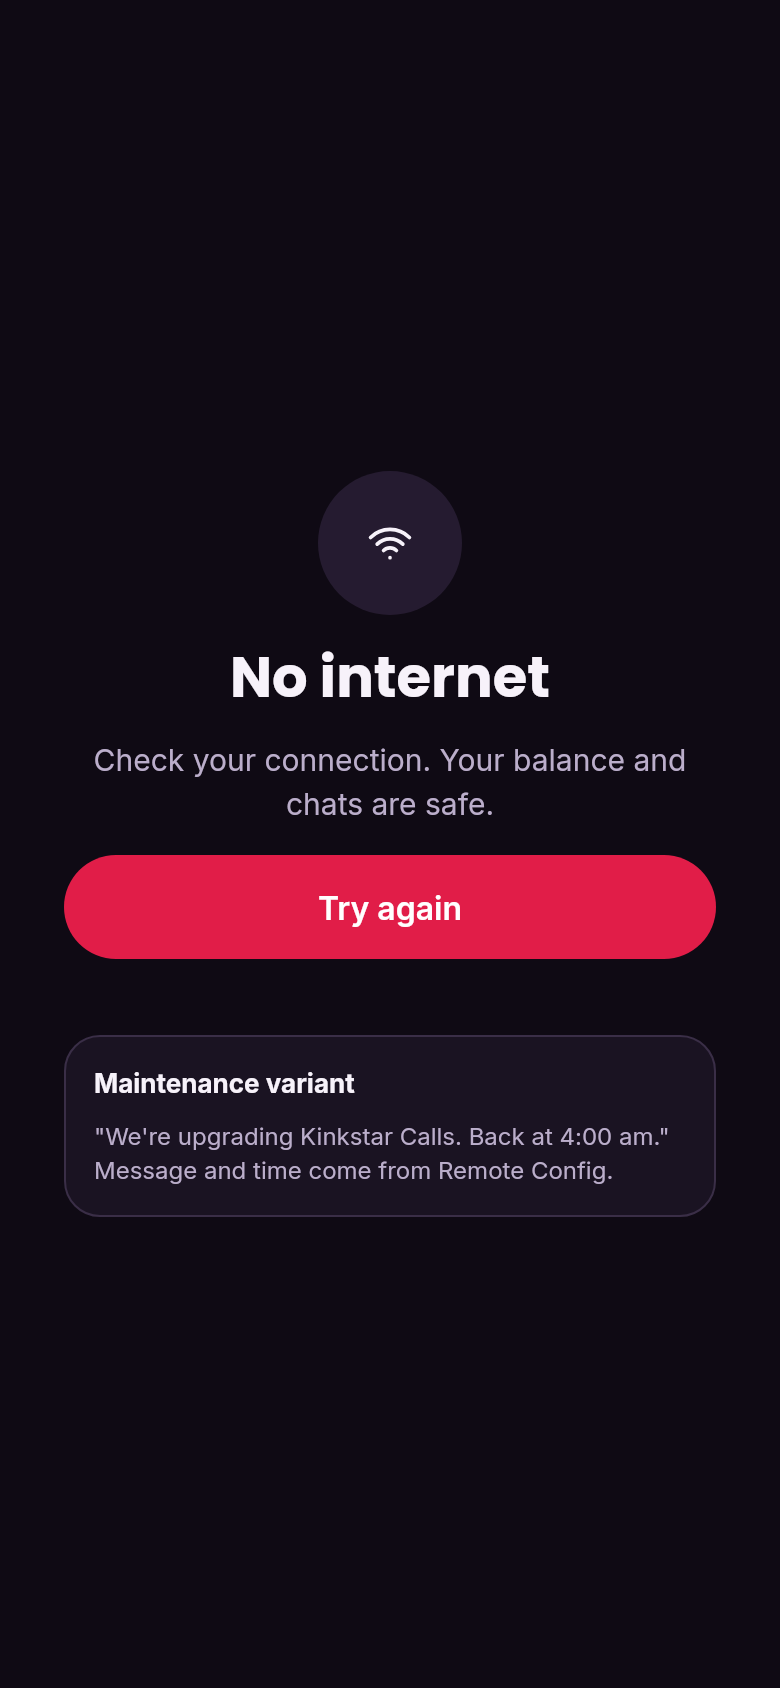 No internet
Check your connection. Your balance and
chats are safe.
Try again
Maintenance variant
"We're upgrading Kinkstar Calls. Back at 4:00 am."
Message and time come from Remote Config.